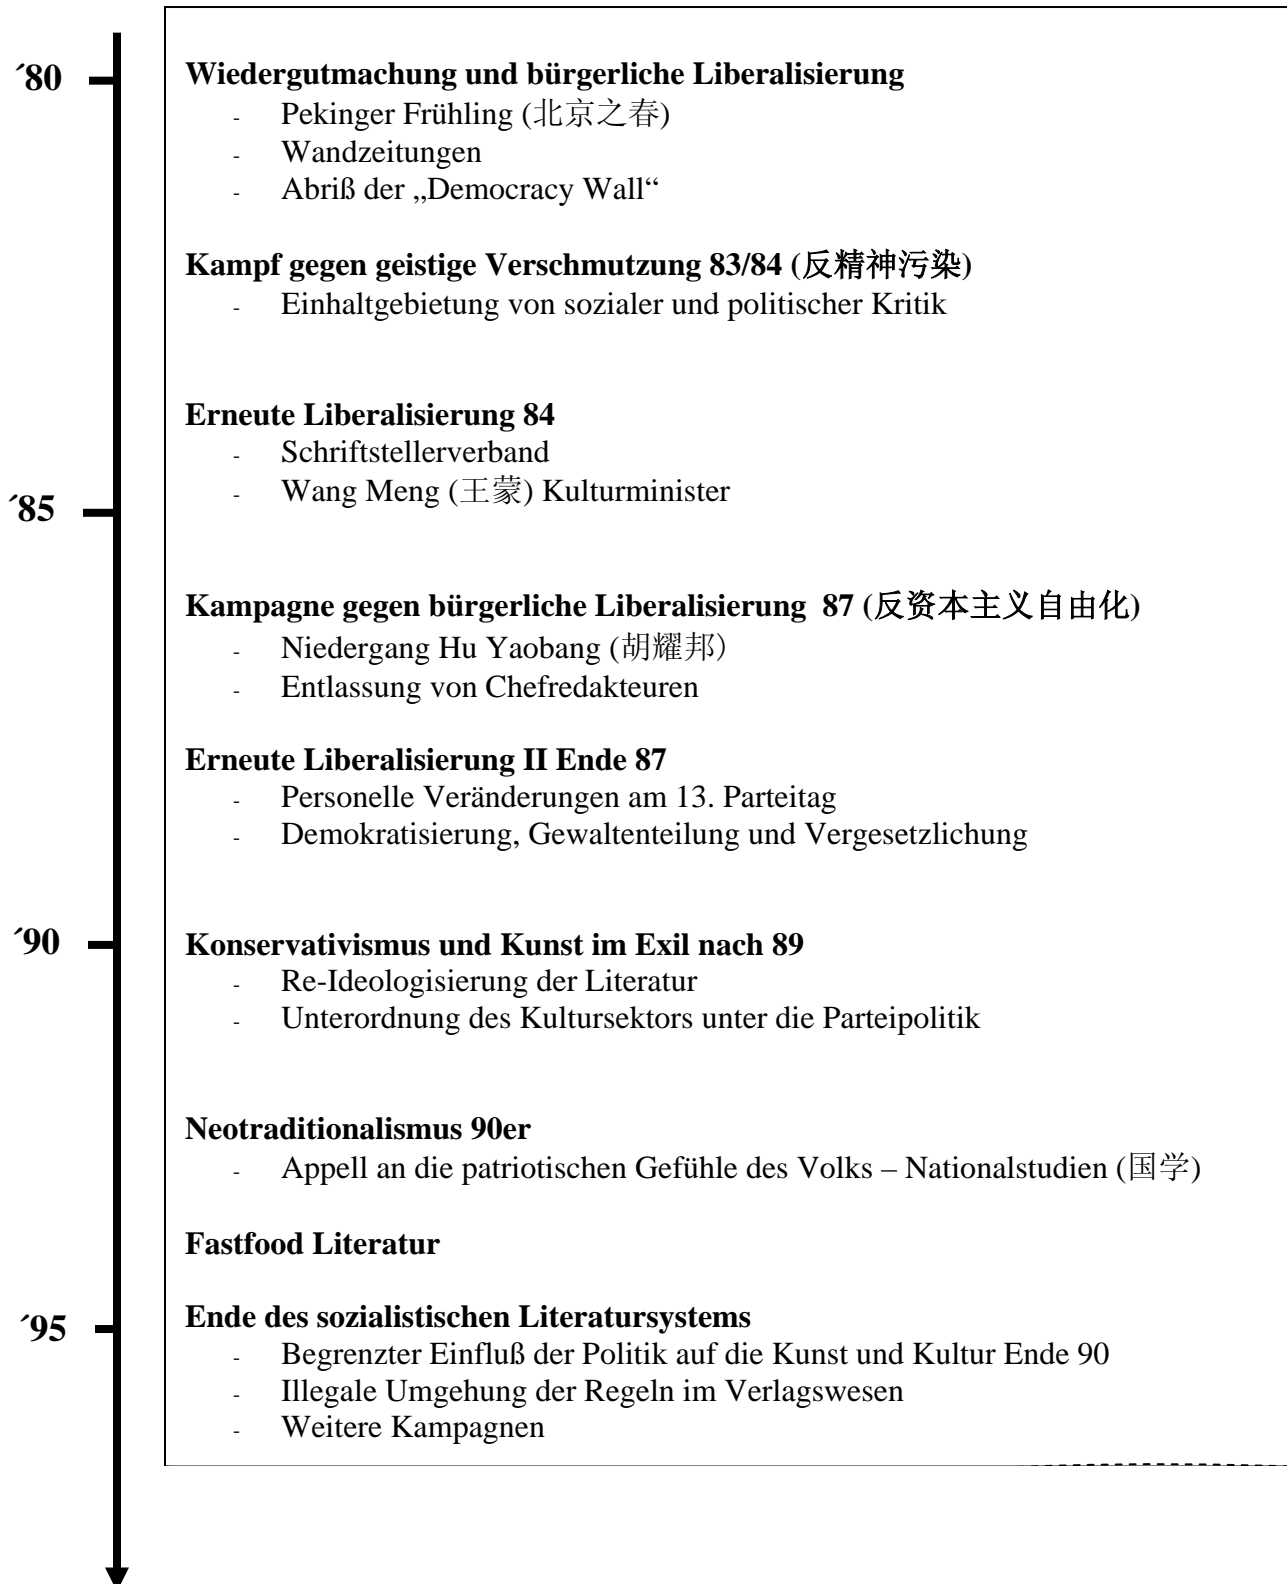 ´80
Wiedergutmachung und bürgerliche Liberalisierung
- Pekinger Frühling (北京之春)
- Wandzeitungen
- Abriß der „Democracy Wall“
Kampf gegen geistige Verschmutzung 83/84 (反精神污染)
- Einhaltgebietung von sozialer und politischer Kritik
Erneute Liberalisierung 84
- Schriftstellerverband
- Wang Meng (王蒙) Kulturminister
´85
Kampagne gegen bürgerliche Liberalisierung  87 (反资本主义自由化)
- Niedergang Hu Yaobang (胡耀邦）
- Entlassung von Chefredakteuren
Erneute Liberalisierung II Ende 87
- Personelle Veränderungen am 13. Parteitag
- Demokratisierung, Gewaltenteilung und Vergesetzlichung
´90
Konservativismus und Kunst im Exil nach 89
- Re-Ideologisierung der Literatur
- Unterordnung des Kultursektors unter die Parteipolitik
Neotraditionalismus 90er
- Appell an die patriotischen Gefühle des Volks – Nationalstudien (国学)
Fastfood Literatur
´95
Ende des sozialistischen Literatursystems
- Begrenzter Einfluß der Politik auf die Kunst und Kultur Ende 90
- Illegale Umgehung der Regeln im Verlagswesen
- Weitere Kampagnen